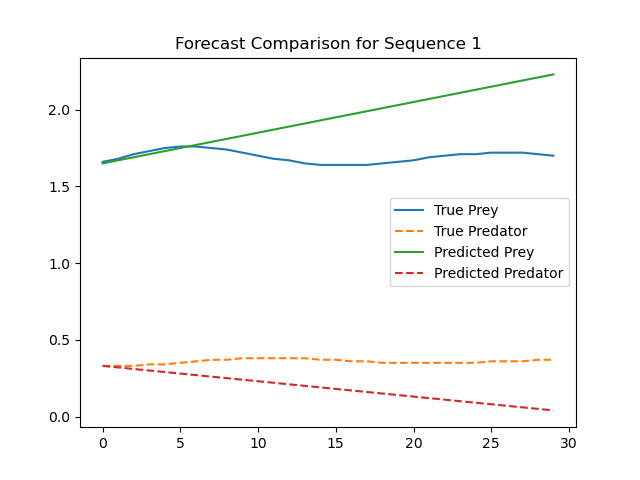 Forecast Comparison for Sequence 1
2.0
1.5
1.0
0.5
0.0
True Prey
True Predator
Predicted Prey
Predicted Predator
0 5 10 15 20 25 30